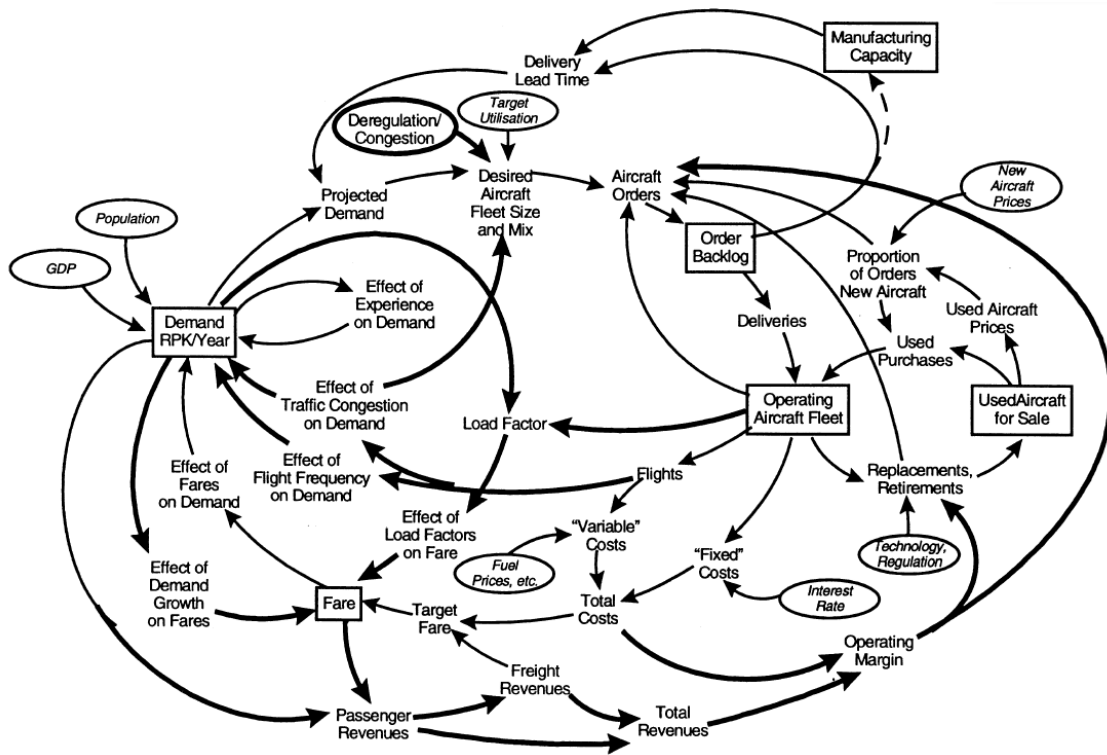 Manufacturing
Capacity
Delivery
Lead Time
Target
Utilisation
Deregulation/
Congestion
Projected
Demand
Desired
Aircraft
Fleet Size
and Mix
Aircraft
Orders
New
Aircraft
Prices
Population
GDP
Order
Backlog
Proportion
of Orders
New Aircraft
Effect of
Experience
on Demand
Demand
RPK/Year
Deliveries
Used Aircraft
Prices
Used
Purchases
Effect of
Traffic Congestion
on Demand
Load Factor
Operating
Aircraft Fleet
UsedAircraft
for Sale
Effect of
Fares
on Demand
Effect of
Flight Frequency
on Demand
Flights
Replacements,
Retirements
Effect of
Load Factors
on Fare
"Variable"
Costs
"Fixed"
Costs
Technology,
Regulation
Fuel
Prices, etc.
Effect of
Demand
Growth
on Fares
Fare
Target
Fare
Total
Costs
Interest
Rate
Operating
Margin
Freight
Revenues
Passenger
Revenues
Total
Revenues